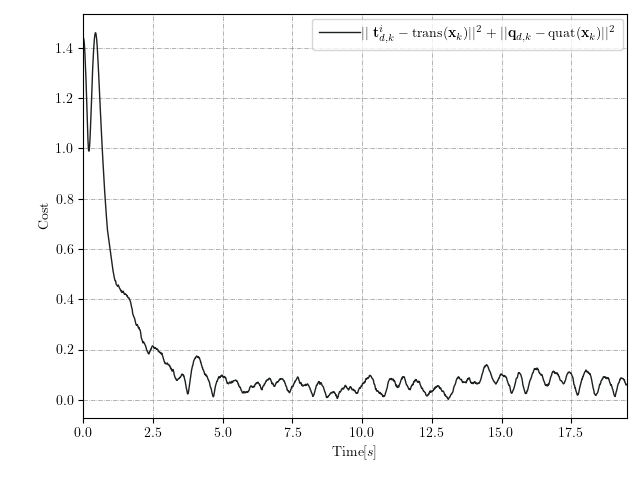 || t^i_{d,k} − trans(x_k)||^2 + ||q_{d,k} − quat(x_k)||^2
1.4
1.2
1.0
0.8
0.6
0.4
0.2
0.0
Cost
0.0 2.5 5.0 7.5 10.0 12.5 15.0 17.5
Time[s]